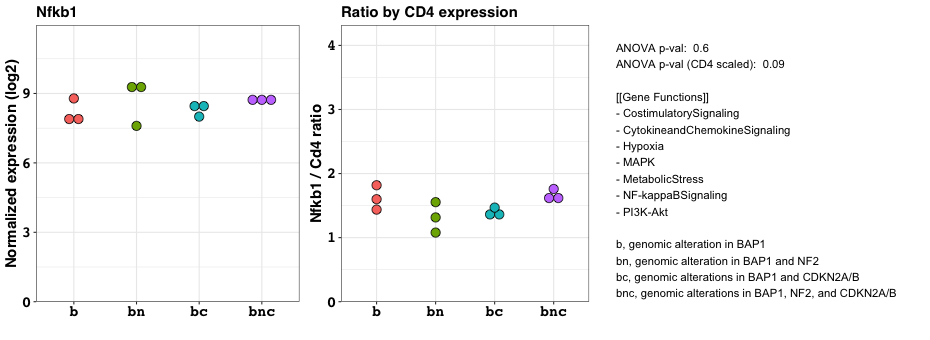 Nfkb1
Normalized expression (log2)
9
6
3
0
b bn bc bnc
Ratio by CD4 expression
Nfkb1 / Cd4 ratio
4
3
2
1
0
b bn bc bnc
ANOVA p-val:  0.6
ANOVA p-val (CD4 scaled):  0.09
[[Gene Functions]]
- CostimulatorySignaling
- CytokineandChemokineSignaling
- Hypoxia
- MAPK
- MetabolicStress
- NF-kappaBSignaling
- PI3K-Akt
b, genomic alteration in BAP1
bn, genomic alteration in BAP1 and NF2
bc, genomic alterations in BAP1 and CDKN2A/B
bnc, genomic alterations in BAP1, NF2, and CDKN2A/B